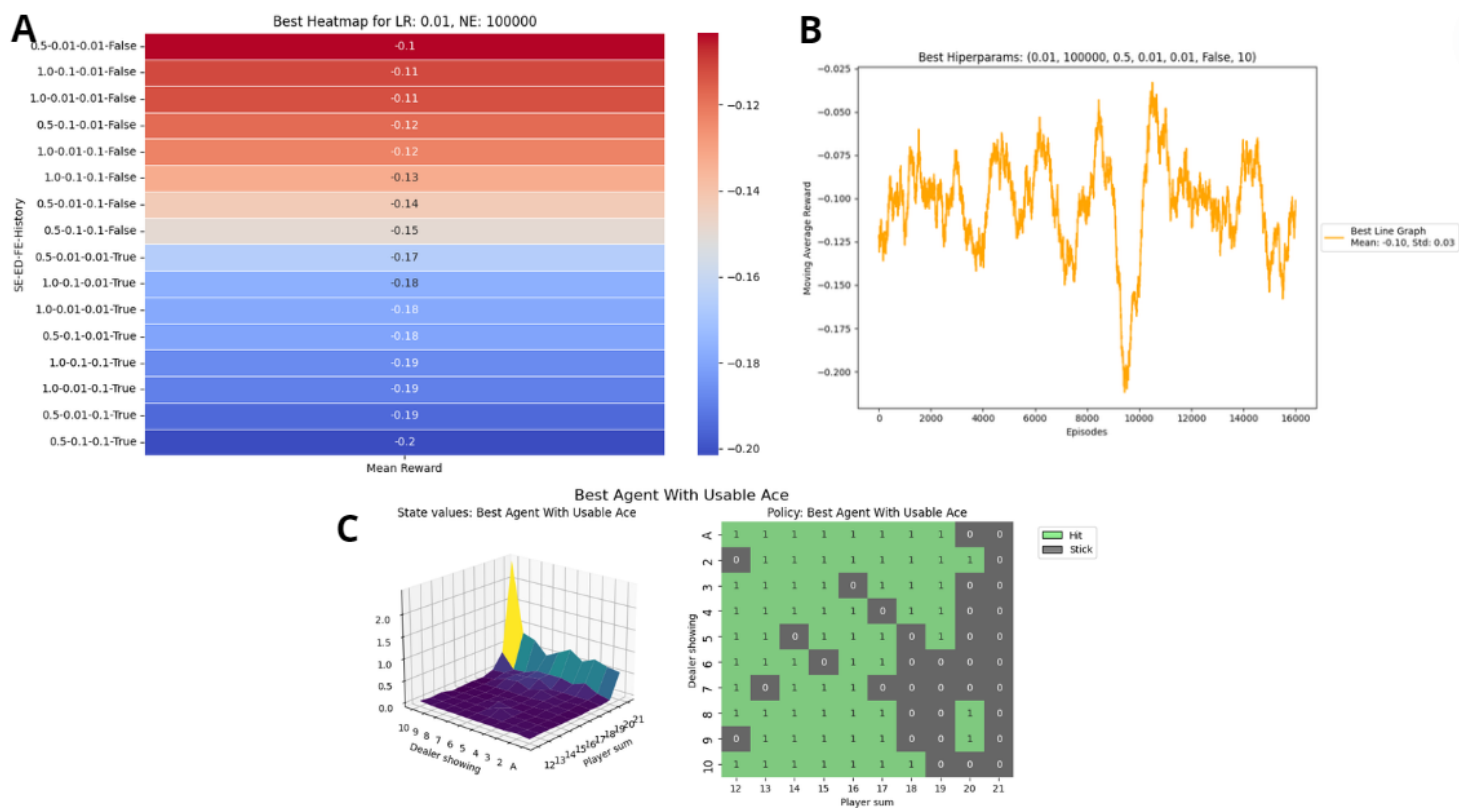 A
Best Heatmap for LR: 0.01, NE: 100000
SE-ED-FE-History
0.5-0.01-0.01-False
-0.1
1.0-0.1-0.01-False
-0.11
1.0-0.01-0.01-False
-0.11
0.5-0.1-0.01-False
-0.12
1.0-0.01-0.1-False
-0.12
1.0-0.1-0.1-False
-0.13
0.5-0.01-0.1-False
-0.14
0.5-0.1-0.1-False
-0.15
0.5-0.01-0.01-True
-0.17
1.0-0.1-0.01-True
-0.18
1.0-0.01-0.01-True
-0.18
0.5-0.1-0.01-True
-0.18
1.0-0.1-0.1-True
-0.19
1.0-0.01-0.1-True
-0.19
0.5-0.01-0.1-True
-0.19
0.5-0.1-0.1-True
-0.2
Mean Reward
−0.12
−0.14
−0.16
−0.18
−0.20
B
Best Hiperparams: (0.01, 100000, 0.5, 0.01, 0.01, False, 10)
Moving Average Reward
−0.025
−0.050
−0.075
−0.100
−0.125
−0.150
−0.175
−0.200
0 2000 4000 6000 8000 10000 12000 14000 16000
Episodes
Best Line Graph
Mean: -0.10, Std: 0.03
Best Agent With Usable Ace
C
State values: Best Agent With Usable Ace
2.0
1.5
1.0
0.5
0.0
10 9 8 7 6 5 4 3 2 A
Dealer showing
12 13 14 15 16 17 18 19 20 21
Player sum
Policy: Best Agent With Usable Ace
Dealer showing
A 1 1 1 1 1 1 1 1 0 0
2 0 1 1 1 1 1 1 1 1 0
3 1 1 1 1 0 1 1 1 0 0
4 1 1 1 1 1 0 1 1 0 0
5 1 1 0 1 1 1 0 1 0 0
6 1 1 1 0 1 1 0 0 0 0
7 1 0 1 1 1 0 0 0 0 0
8 1 1 1 1 1 1 0 0 1 0
9 0 1 1 1 1 1 0 0 1 0
10 1 1 1 1 1 1 1 0 0 0
12 13 14 15 16 17 18 19 20 21
Player sum
Hit
Stick